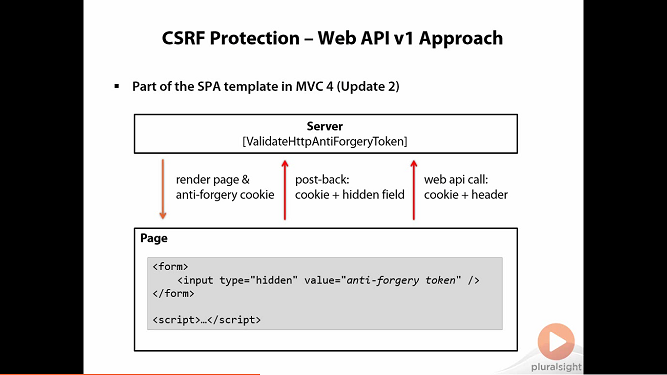 CSRF Protection – Web API v1 Approach
▪ Part of the SPA template in MVC 4 (Update 2)
Server
[ValidateHttpAntiForgeryToken]
render page &
anti-forgery cookie
post-back:
cookie + hidden field
web api call:
cookie + header
Page
<form>
<input type="hidden" value="anti-forgery token" />
</form>
<script>…</script>
pluralsight